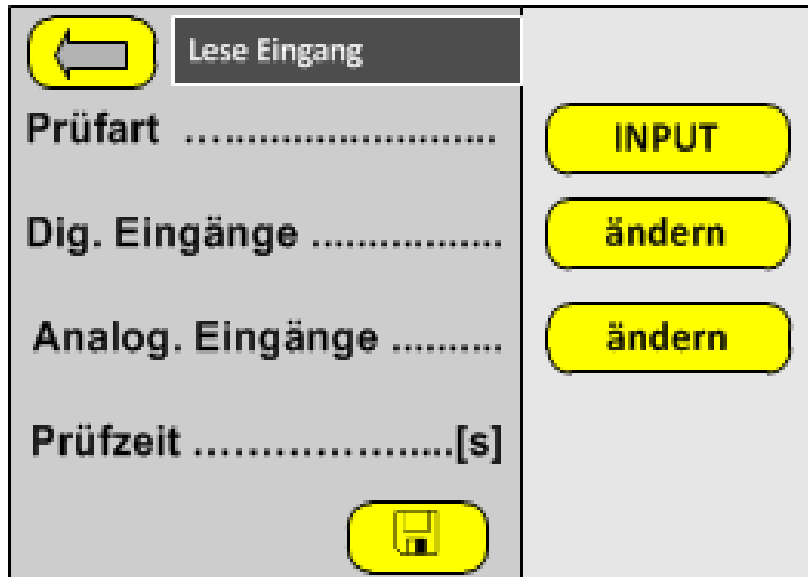 Lese Eingang
Prüfart ............................ INPUT
Dig. Eingänge ................. ändern
Analog. Eingänge .......... ändern
Prüfzeit ........................[s]